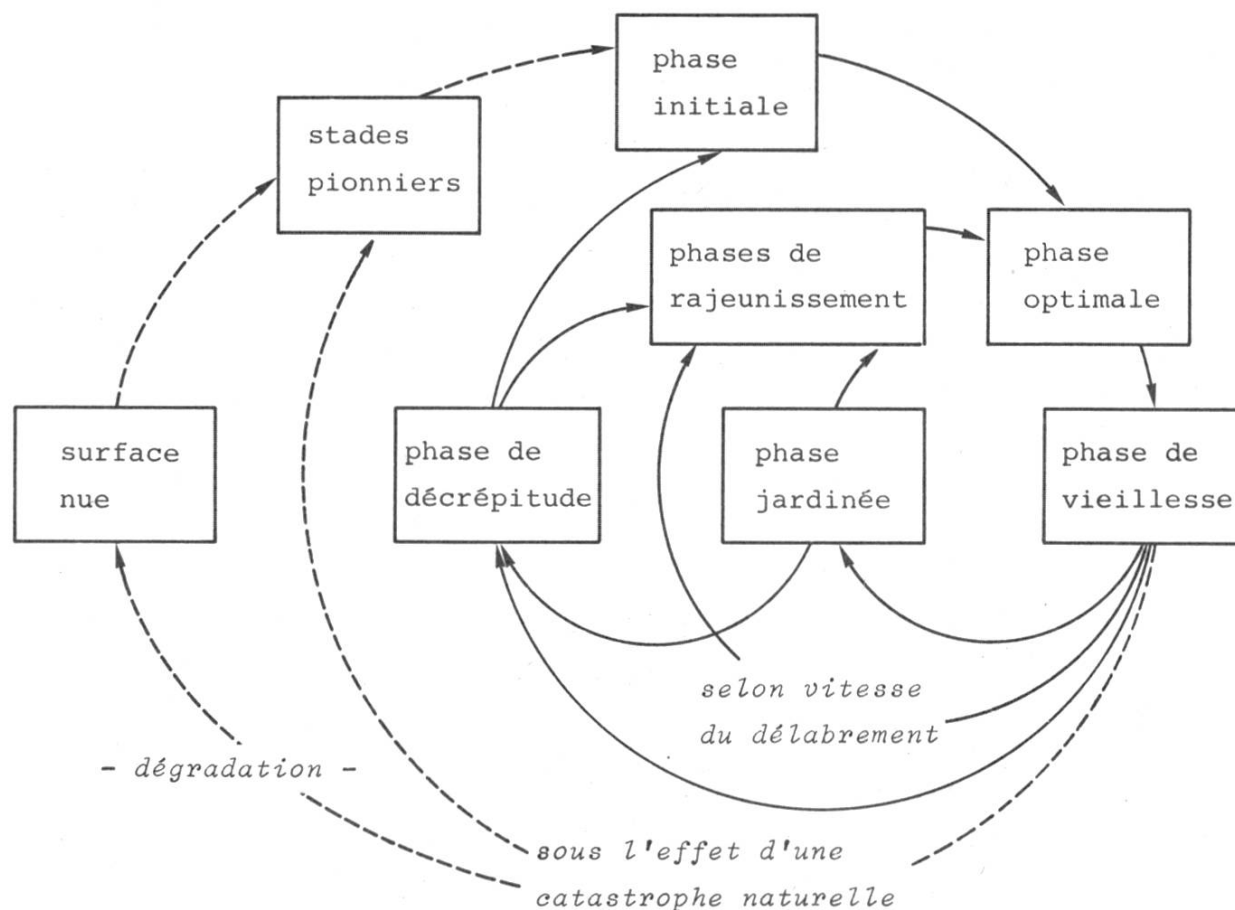 phase
initiale
stades
pionniers
phases de
rajeunissement
phase
optimale
surface
nue
phase de
décrépitude
phase
jardinée
phase de
vieillesse
selon vitesse
du délabrement
- dégradation -
sous l'effet d'une
catastrophe naturelle